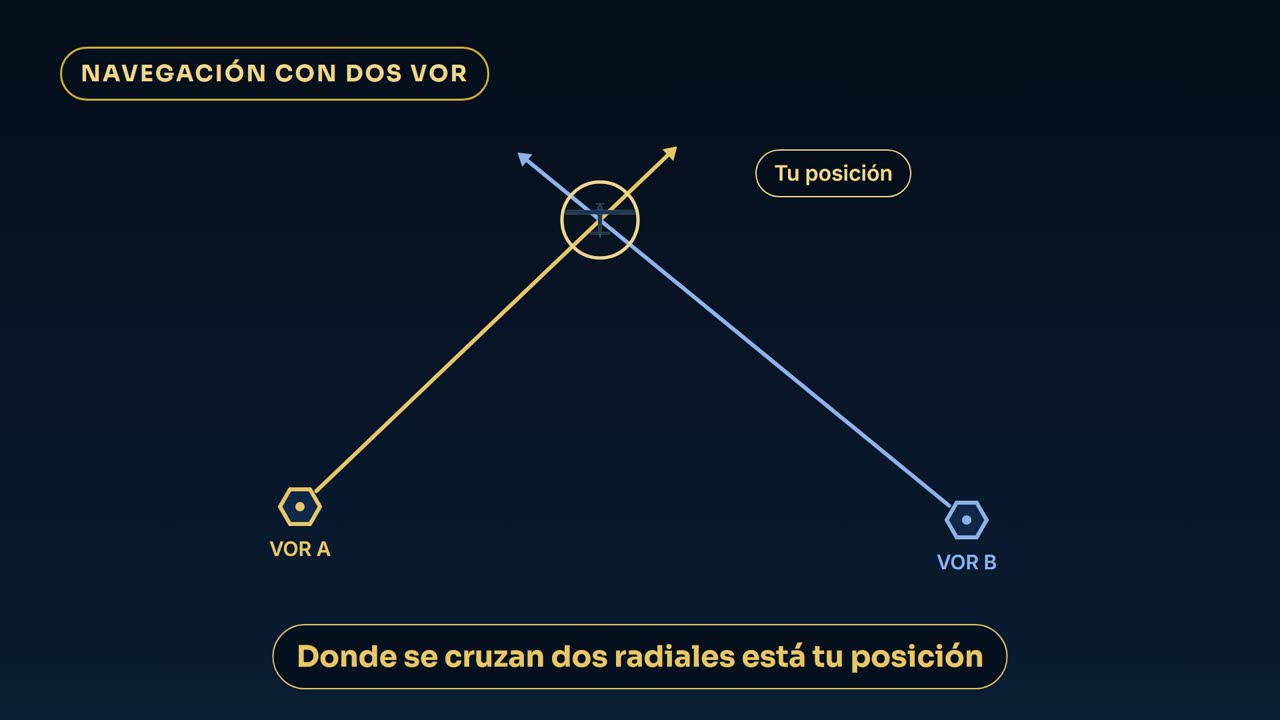 NAVEGACIÓN CON DOS VOR
Tu posición
VOR A
VOR B
Donde se cruzan dos radiales está tu posición